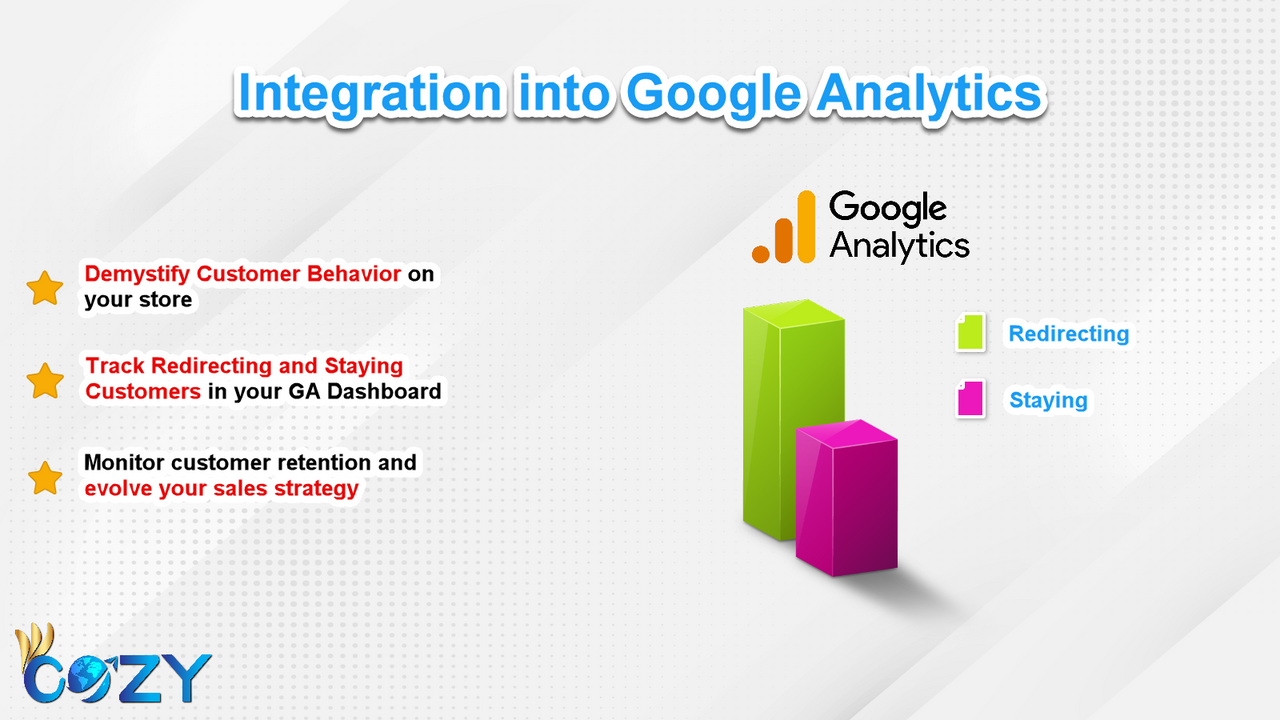 Integration into Google Analytics
Demystify Customer Behavior on
your store
Track Redirecting and Staying
Customers in your GA Dashboard
Monitor customer retention and
evolve your sales strategy
Google
Analytics
Redirecting
Staying
COZY